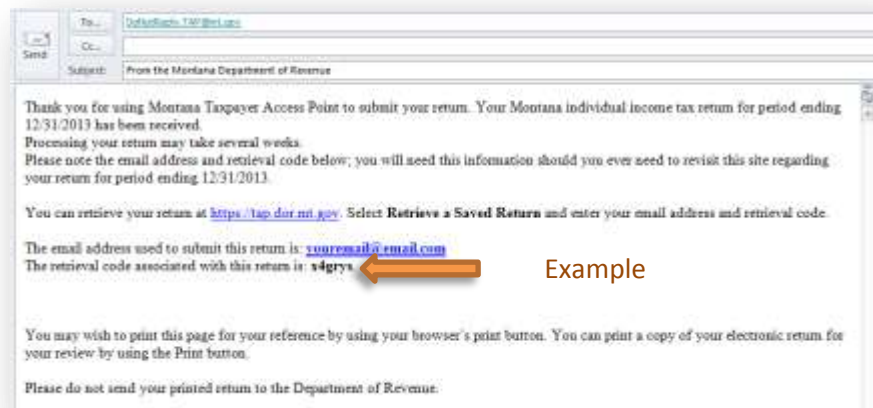 To...
Send
Cc...
Subject: From the Montana Department of Revenue
Thank you for using Montana Taxpayer Access Point to submit your return. Your Montana individual income tax return for period ending
12/31/2013 has been received.
Processing your return may take several weeks.
Please note the email address and retrieval code below; you will need this information should you ever need to revisit this site regarding
your return for period ending 12/31/2013.
You can retrieve your return at https://tap.dor.mt.gov. Select Retrieve a Saved Return and enter your email address and retrieval code.
The email address used to submit this return is: youremail@email.com
The retrieval code associated with this return is: x4grys
Example
You may wish to print this page for your reference by using your browser's print button. You can print a copy of your electronic return for
your review by using the Print button.
Please do not send your printed return to the Department of Revenue.